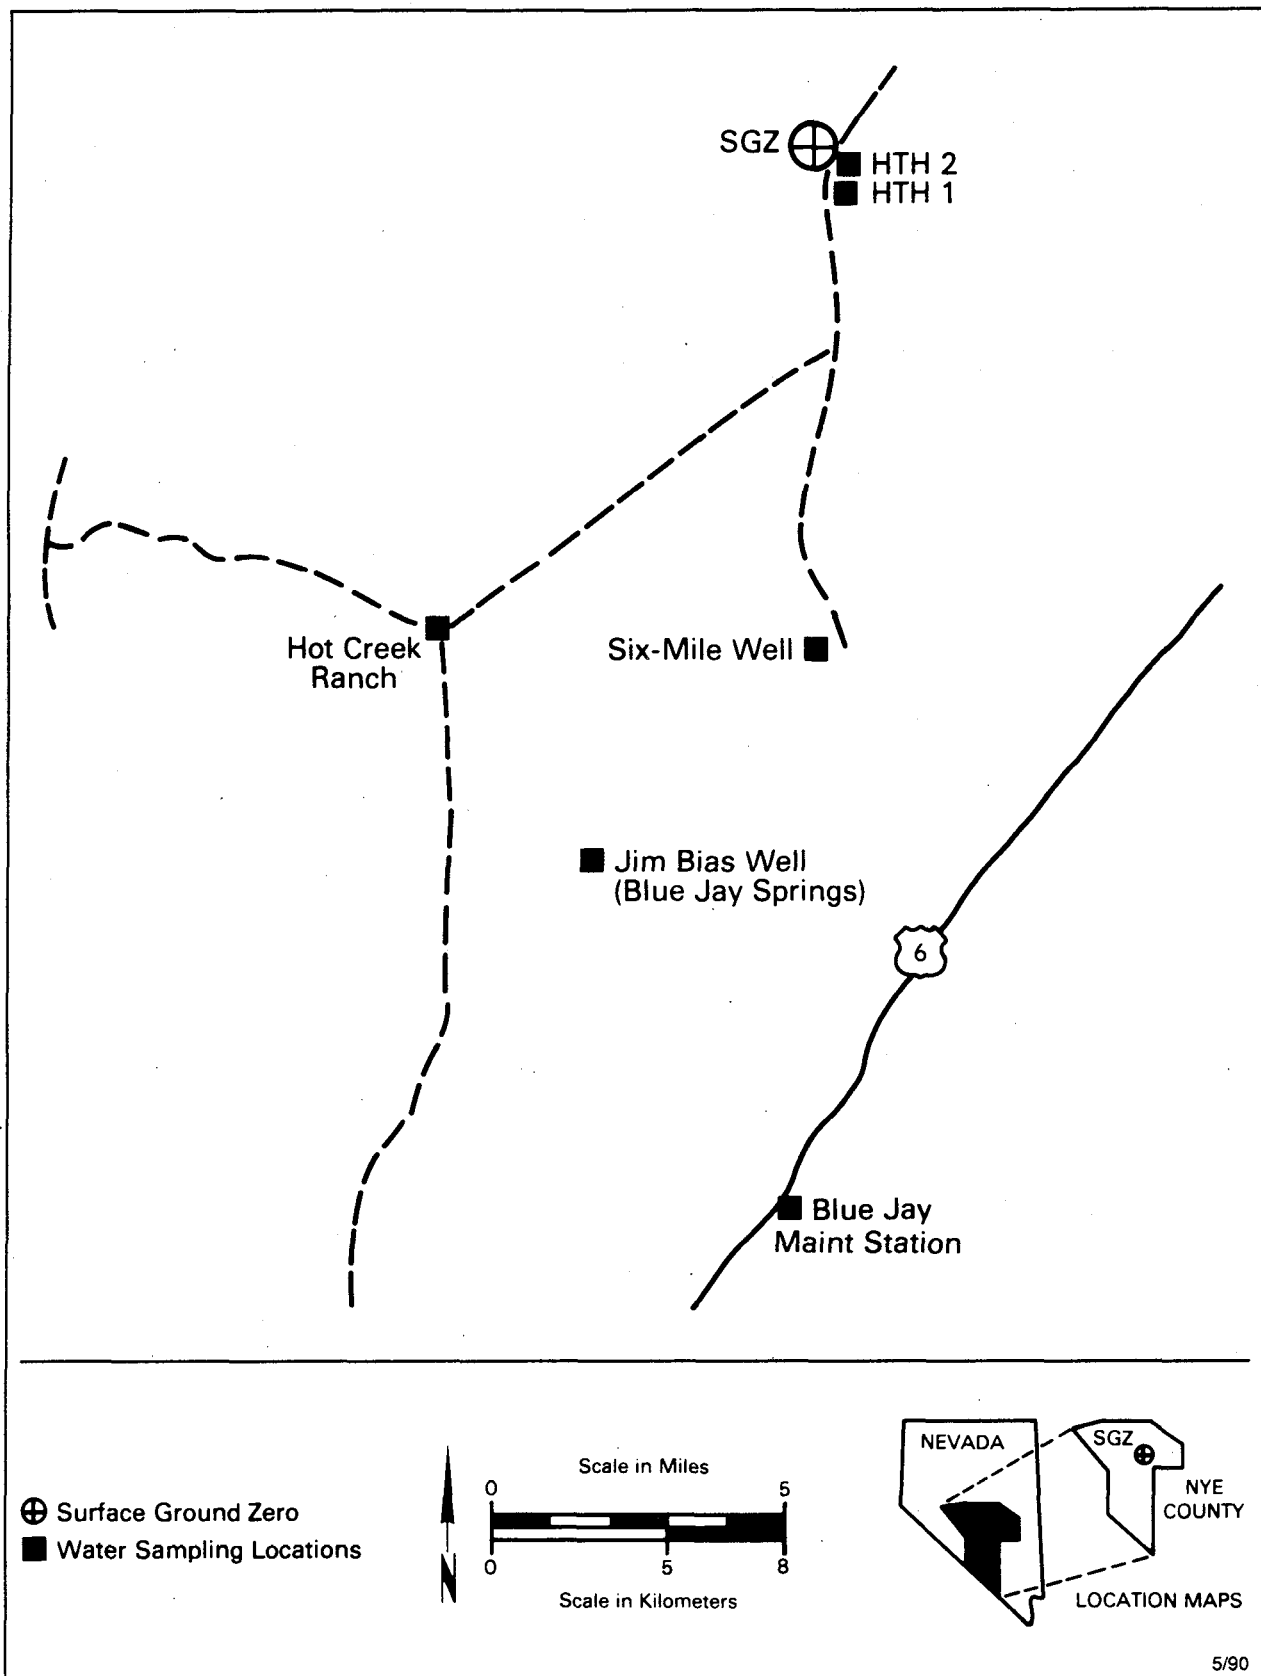 SGZ
HTH 2
HTH 1
Hot Creek
Ranch
Six-Mile Well
Jim Bias Well
(Blue Jay Springs)
6
Blue Jay
Maint Station
Surface Ground Zero
Water Sampling Locations
N
Scale in Miles
0 5
0 5 8
Scale in Kilometers
NEVADA
SGZ
NYE
COUNTY
LOCATION MAPS
5/90